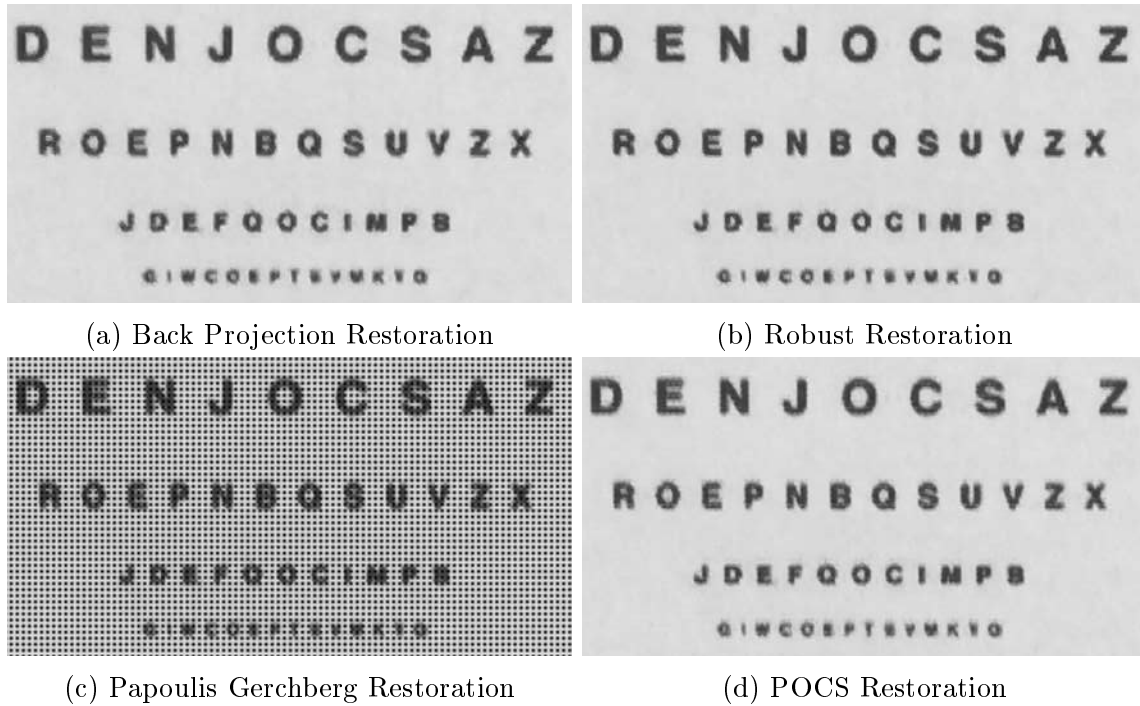 D E N J O C S A Z
R O E P N B Q S U V Z X
J D E F Q O C I M P B
G I W C O E P T
(a) Back Projection Restoration
D E N J O C S A Z
R O E P N B Q S U V Z X
J D E F Q O C I M P B
G I W C O E P T
(b) Robust Restoration
D E N J O C S A Z
R O E P N B Q S U V Z X
J D E F Q O C I M P B
(c) Papoulis Gerchberg Restoration
D E N J O C S A Z
R O E P N B Q S U V Z X
J D E F Q O C I M P B
(d) POCS Restoration